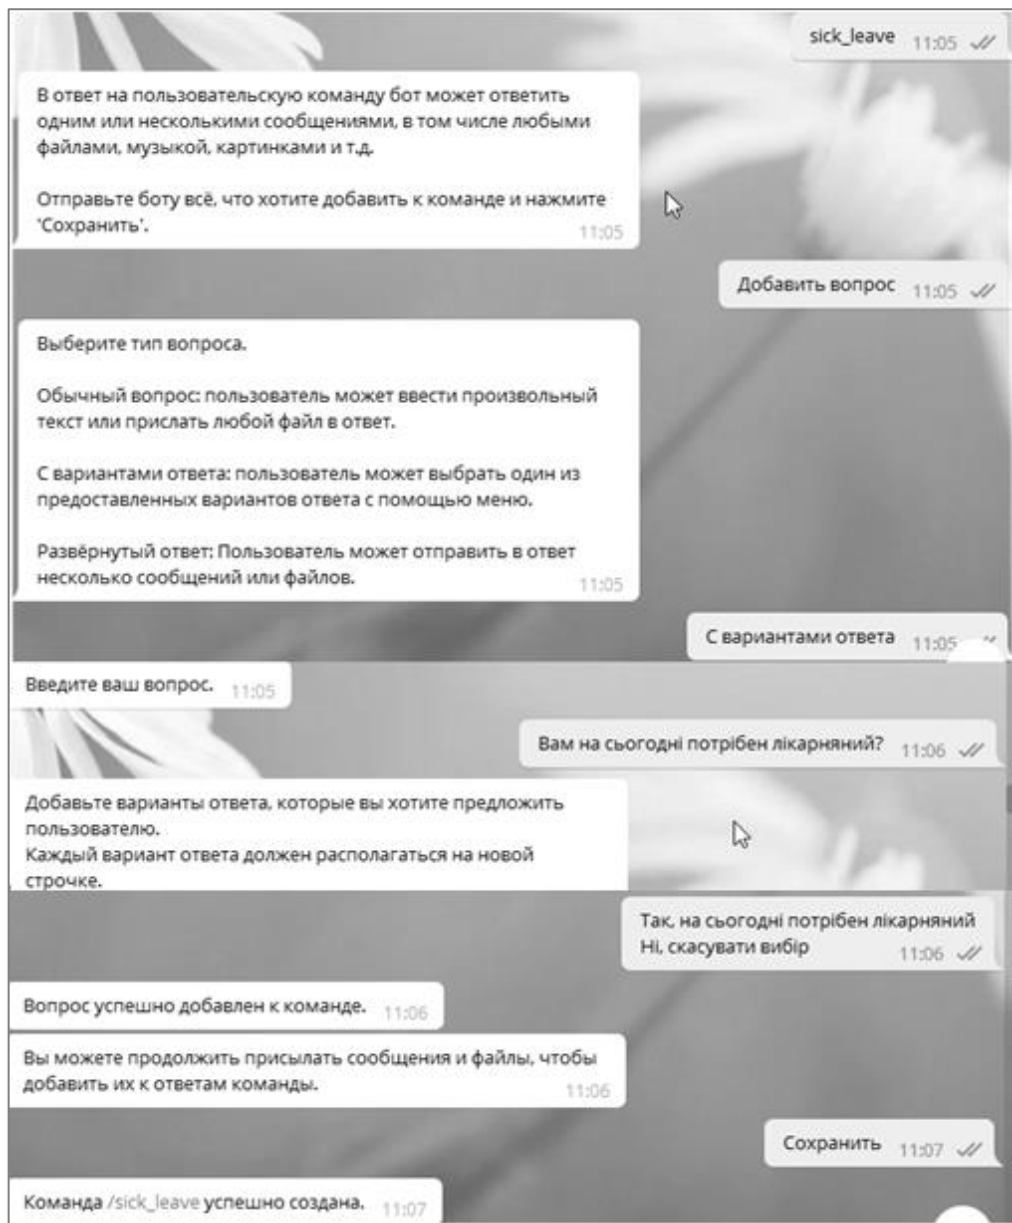 sick_leave 11:05
В ответ на пользовательскую команду бот может ответить
одним или несколькими сообщениями, в том числе любыми
файлами, музыкой, картинками и т.д.
Отправьте боту всё, что хотите добавить к команде и нажмите
'Сохранить'.
11:05
Добавить вопрос 11:05
Выберите тип вопроса.
Обычный вопрос: пользователь может ввести произвольный
текст или прислать любой файл в ответ.
С вариантами ответа: пользователь может выбрать один из
предоставленных вариантов ответа с помощью меню.
Развёрнутый ответ: Пользователь может отправить в ответ
несколько сообщений или файлов.
11:05
С вариантами ответа 11:05
Введите ваш вопрос. 11:05
Вам на сьогодні потрібен лікарняний? 11:06
Добавьте варианты ответа, которые вы хотите предложить
пользователю.
Каждый вариант ответа должен располагаться на новой
строчке.
Так, на сьогодні потрібен лікарняний
Ні, скасувати вибір 11:06
Вопрос успешно добавлен к команде. 11:06
Вы можете продолжить присылать сообщения и файлы, чтобы
добавить их к ответам команды. 11:06
Сохранить 11:07
Команда /sick_leave успешно создана. 11:07